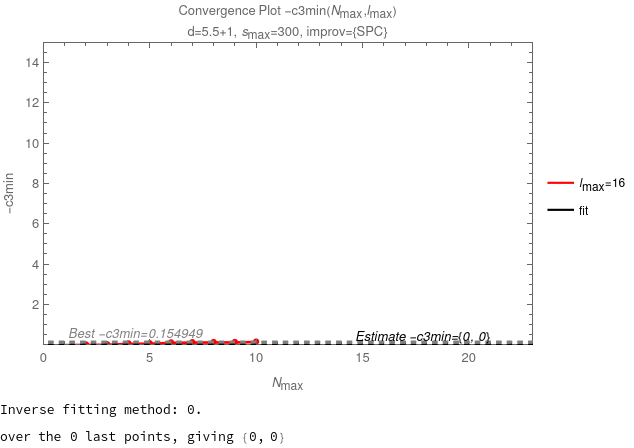 Convergence Plot −c3min(Nmax,lmax)
d=5.5+1, smax=300, improv={SPC}
14
12
10
8
6
4
2
−c3min
Best −c3min=0.154949
Estimate −c3min={0, 0}
0
5
10
15
20
Nmax
lmax=16
fit
Inverse fitting method: 0.
over the 0 last points, giving {0, 0}